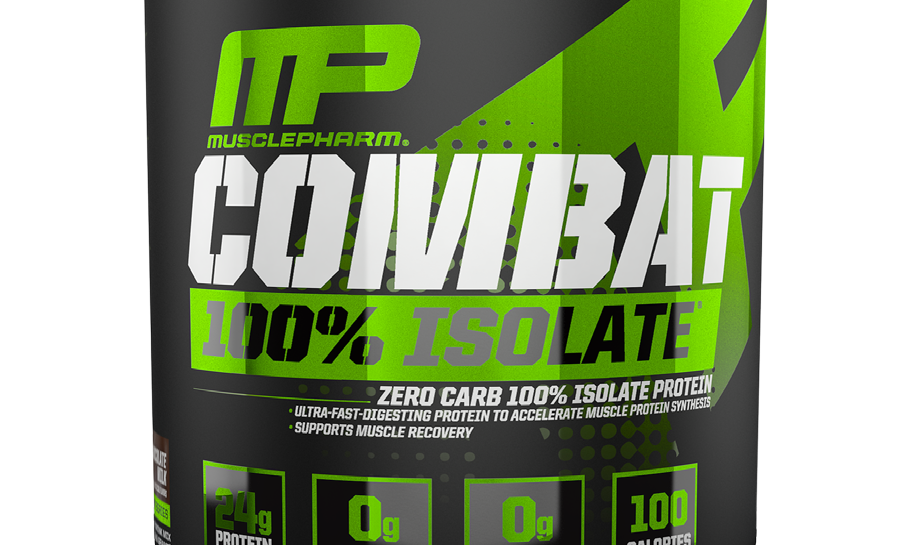 MP
MUSCLEPHARM®
COMBAT
100% ISOLATE
ZERO CARB 100% ISOLATE PROTEIN
· ULTRA-FAST-DIGESTING PROTEIN TO ACCELERATE MUSCLE PROTEIN SYNTHESIS
· SUPPORTS MUSCLE RECOVERY
24g 0g 0g 100
PROTEIN CALORIES
MILK